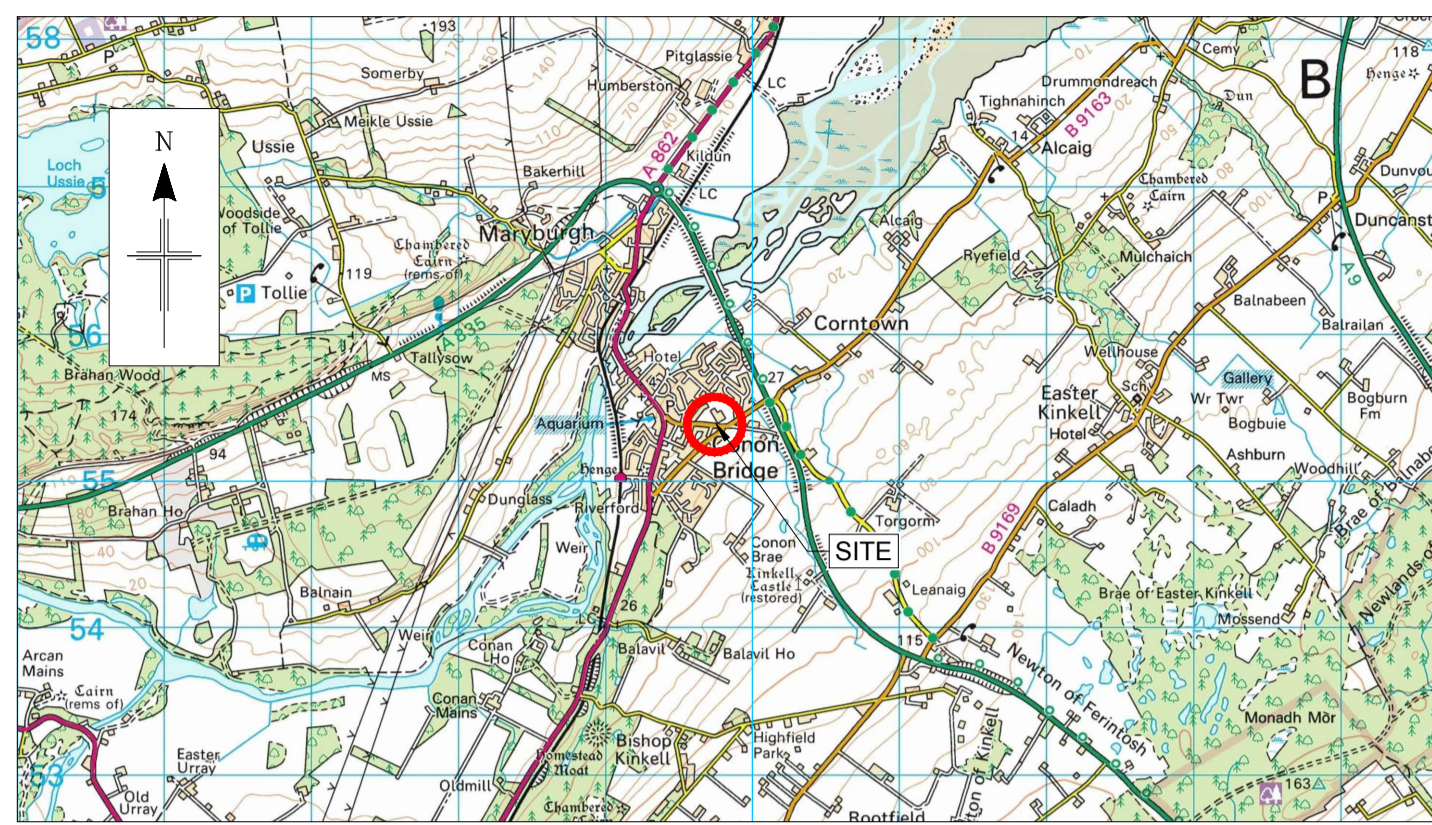 58
193
Pitglassie
Cemy
118
P
Somerby
Humberston
LC
Drummondreach
B
Henge
Tighnahinch
Dun
Meikle Ussie
A 862
B 9163
N
Ussie
14
Alcaig
Kildun
Loch
Ussie
5
Bakerhill
LC
Chambered
Cairn
P
Woodside
of Tollie
Maryburgh
Alcaig
Chambered
Cairn
(rems of)
Ryefield
Mulchaich
119
A 9
P
Tollie
Balnabeen
Corntown
Balrailan
56
A 835
Tallysow
Hotel
Wellhouse
Brahan Wood
MS
27
Sch
Gallery
174
Easter
Kinkell
Wr Twr
Bogburn
Fm
Aquarium
Bogbuie
Hotel
94
Conon
Bridge
Ashburn
Henge
Woodhill
55
Dunglass
Brahan Ho
Riverford
Caladh
Torgorm
B 9169
Weir
Conon
Brae
SITE
Kinkell
Castle
(restored)
Balnain
26
Leanaig
Brae of Easter Kinkell
Mossend
54
Weir
LC
115
Arcan
Mains
Conan
Ho
Balavil
Balavil Ho
Newton of Ferintosh
Cairn
(rems of)
Conan
Mains
Monadh Mòr
Bishop
Kinkell
Highfield
Park
Easter
Urray
Homestead
Moat
53
Oldmill
163
Old
Urray
Chambered
Rootfield